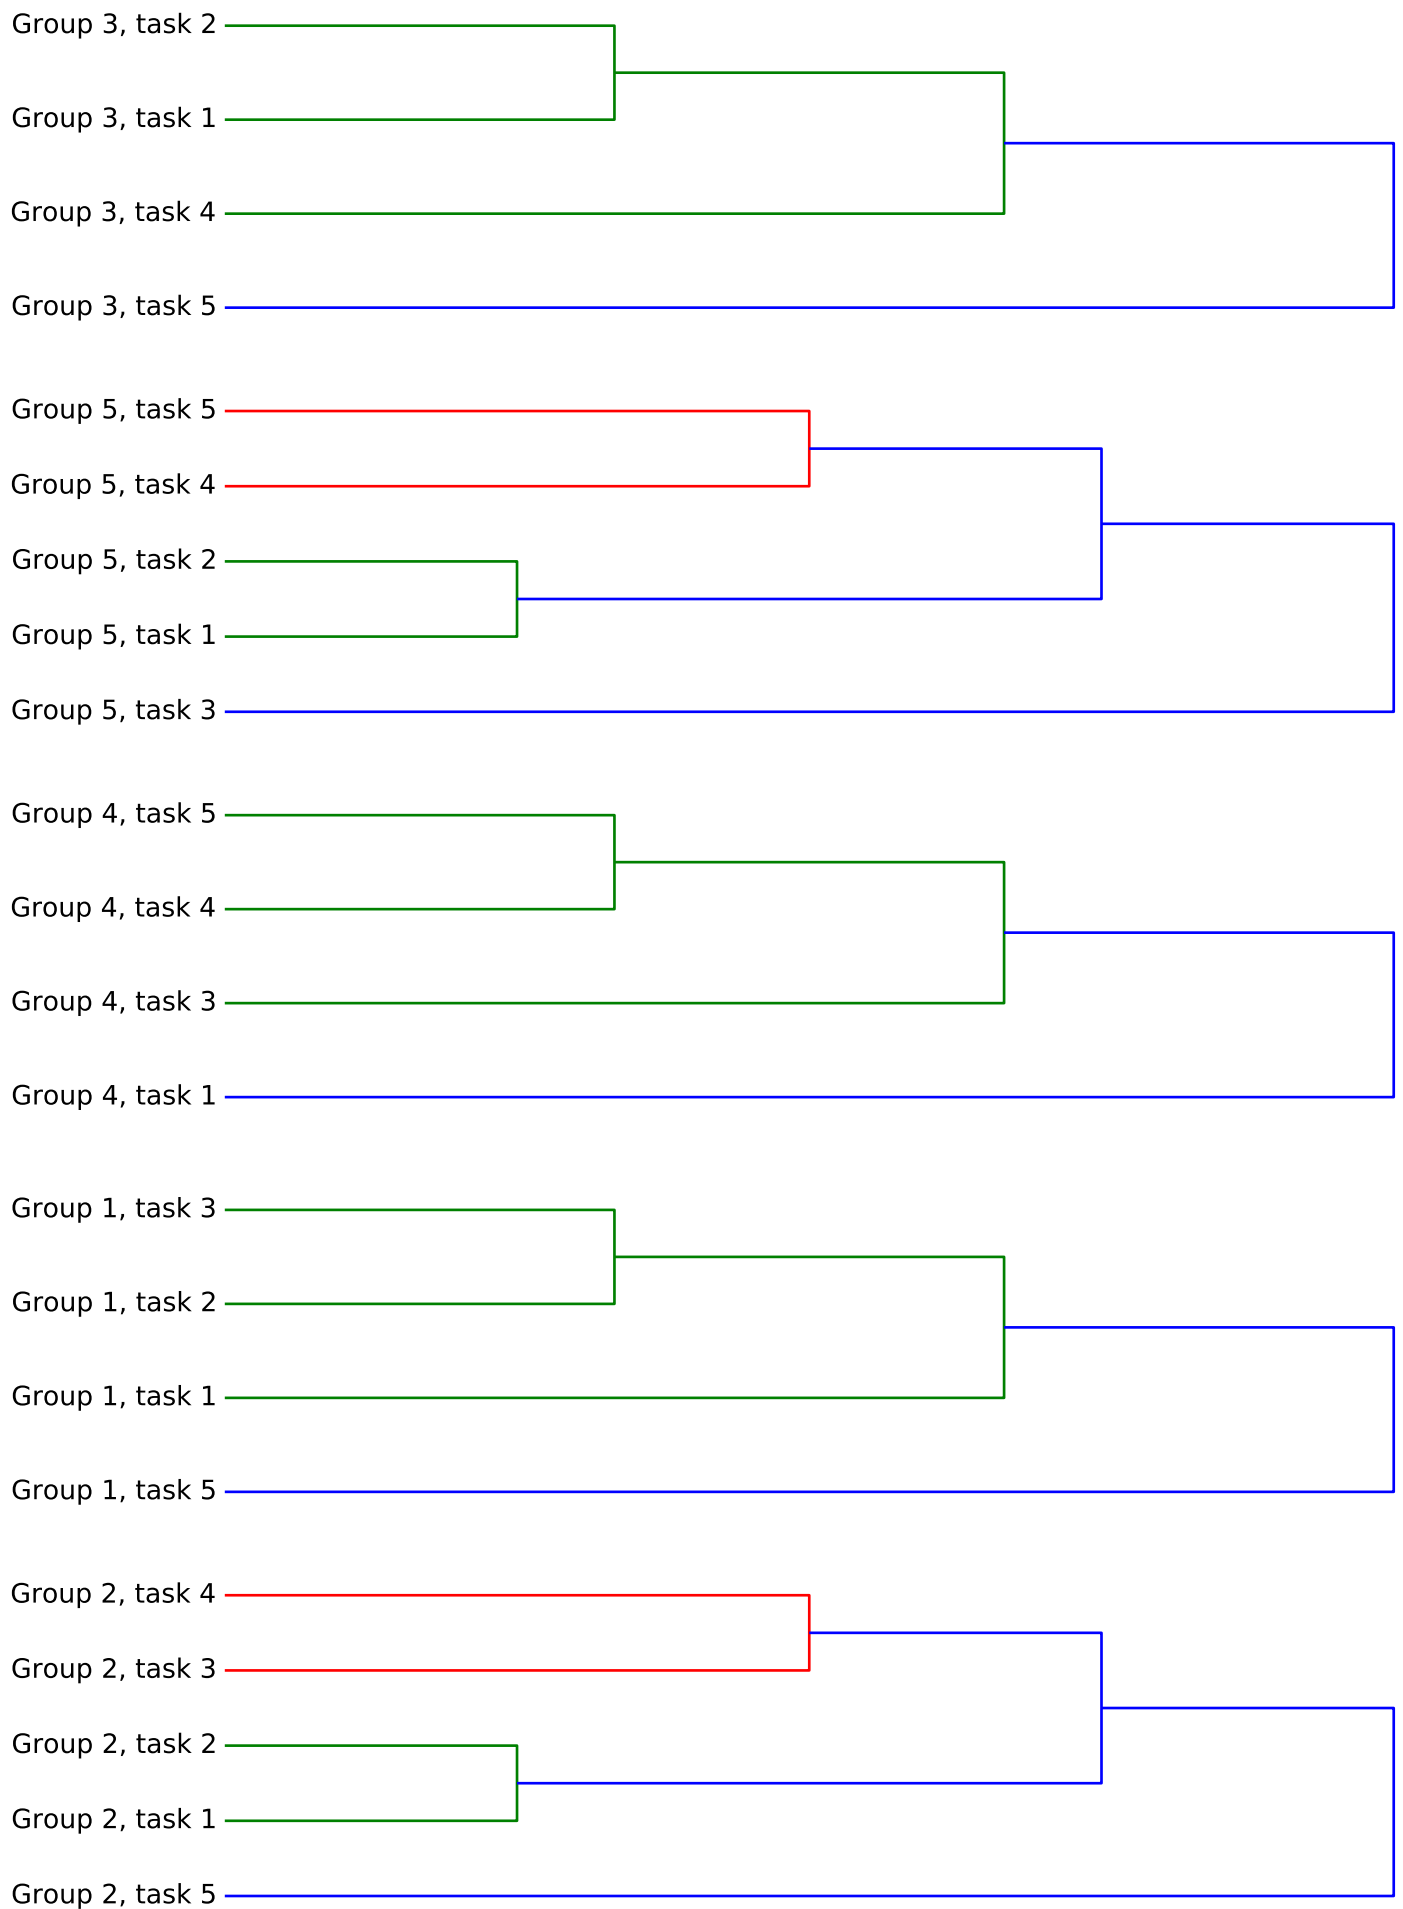 Group 3, task 2
Group 3, task 1
Group 3, task 4
Group 3, task 5
Group 5, task 5
Group 5, task 4
Group 5, task 2
Group 5, task 1
Group 5, task 3
Group 4, task 5
Group 4, task 4
Group 4, task 3
Group 4, task 1
Group 1, task 3
Group 1, task 2
Group 1, task 1
Group 1, task 5
Group 2, task 4
Group 2, task 3
Group 2, task 2
Group 2, task 1
Group 2, task 5